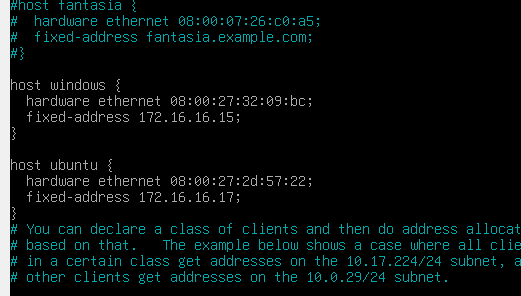 #host fantasia {
#  hardware ethernet 08:00:07:26:c0:a5;
#  fixed-address fantasia.example.com;
#}
host windows {
  hardware ethernet 08:00:27:32:09:bc;
  fixed-address 172.16.16.15;
}
host ubuntu {
  hardware ethernet 08:00:27:2d:57:22;
  fixed-address 172.16.16.17;
}
# You can declare a class of clients and then do address allocat
# based on that.   The example below shows a case where all clie
# in a certain class get addresses on the 10.17.224/24 subnet, a
# other clients get addresses on the 10.0.29/24 subnet.